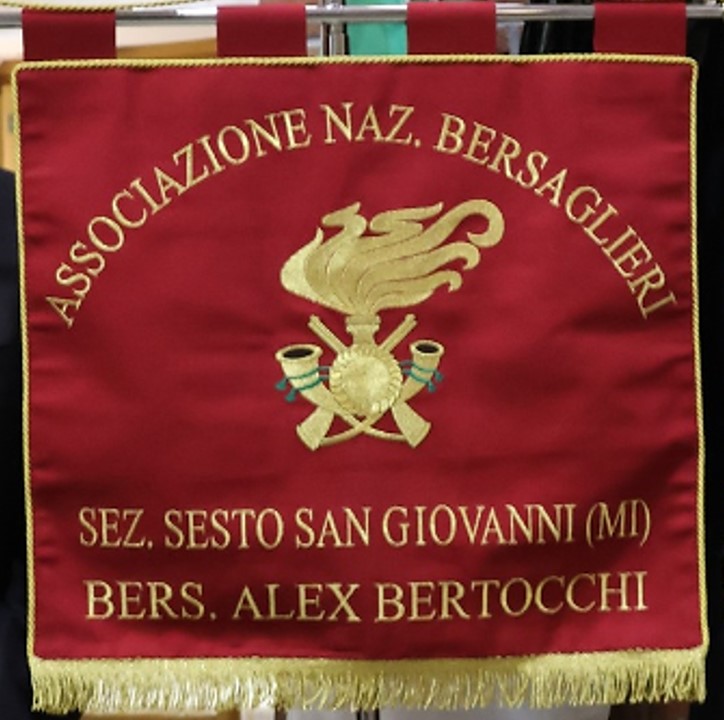 ASSOCIAZIONE NAZ. BERSAGLIERI
SEZ. SESTO SAN GIOVANNI (MI)
BERS. ALEX BERTOCCHI